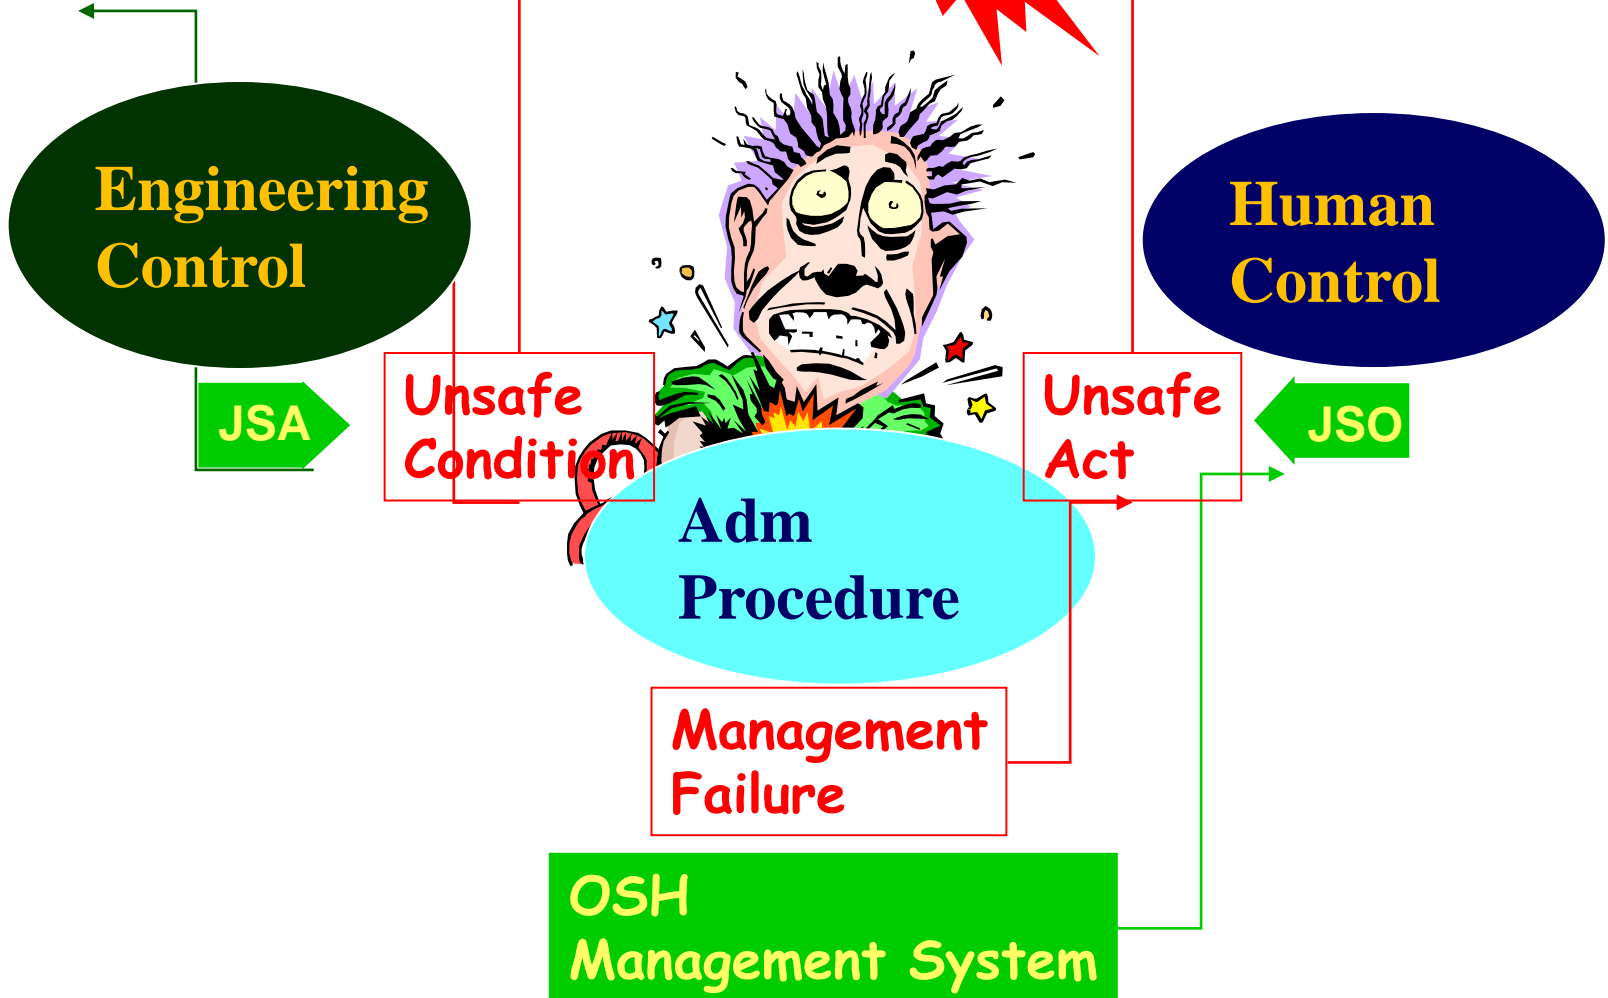 Engineering
Control
Human
Control
JSA
Unsafe
Condition
Unsafe
Act
JSO
Adm
Procedure
Management
Failure
OSH
Management System